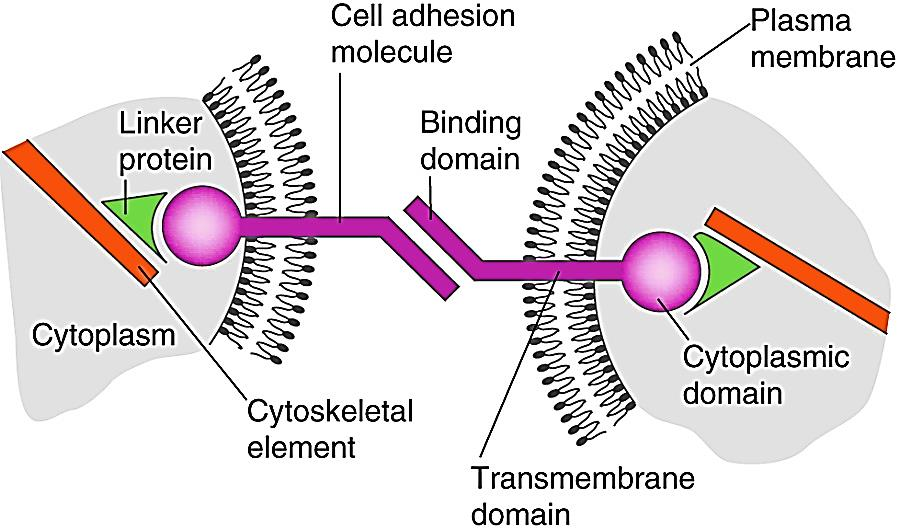 Cell adhesion
molecule
Plasma
membrane
Linker
protein
Binding
domain
Cytoplasm
Cytoplasmic
domain
Cytoskeletal
element
Transmembrane
domain